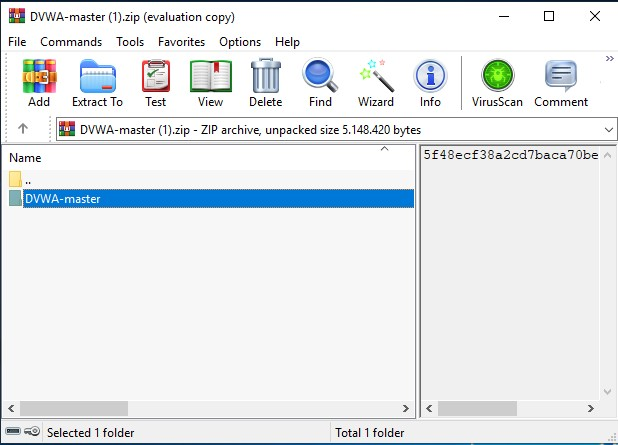 DVWA-master (1).zip (evaluation copy)
File Commands Tools Favorites Options Help
Add Extract To Test View Delete Find Wizard Info VirusScan Comment
DVWA-master (1).zip - ZIP archive, unpacked size 5.148.420 bytes
Name
5f48ecf38a2cd7baca70be
..
DVWA-master
Selected 1 folder
Total 1 folder